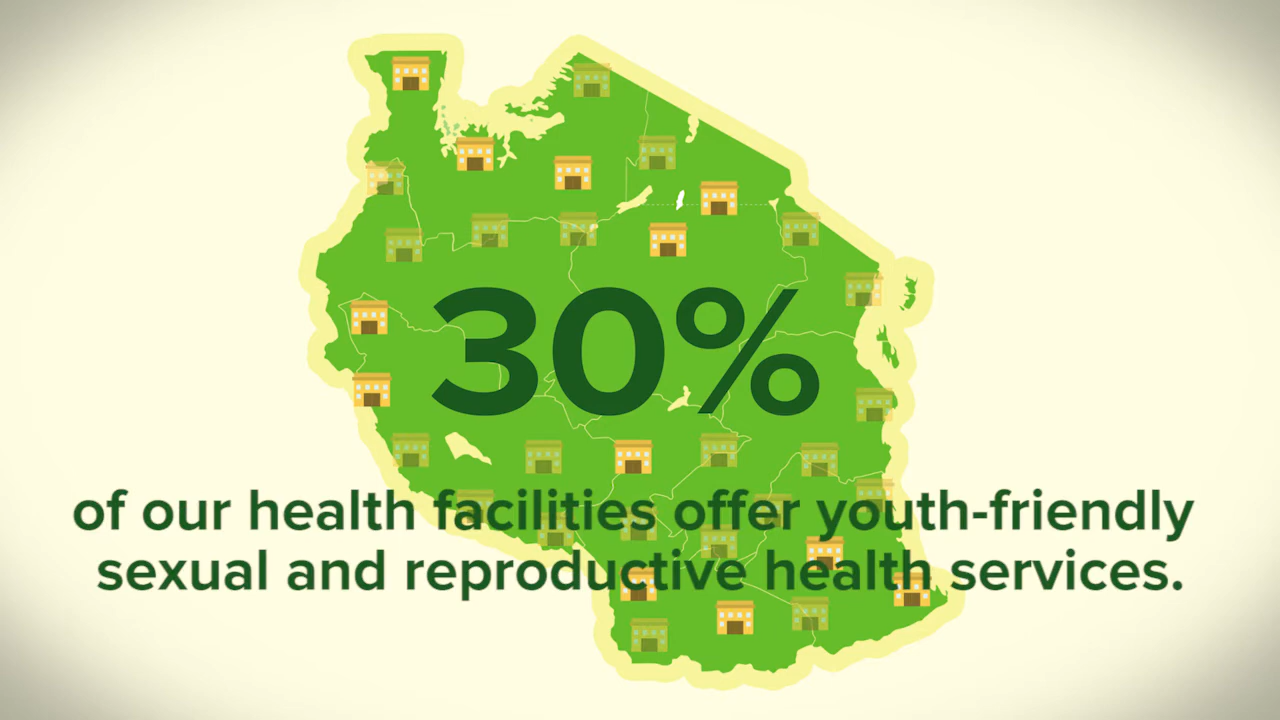 30%
of our health facilities offer youth-friendly
sexual and reproductive health services.